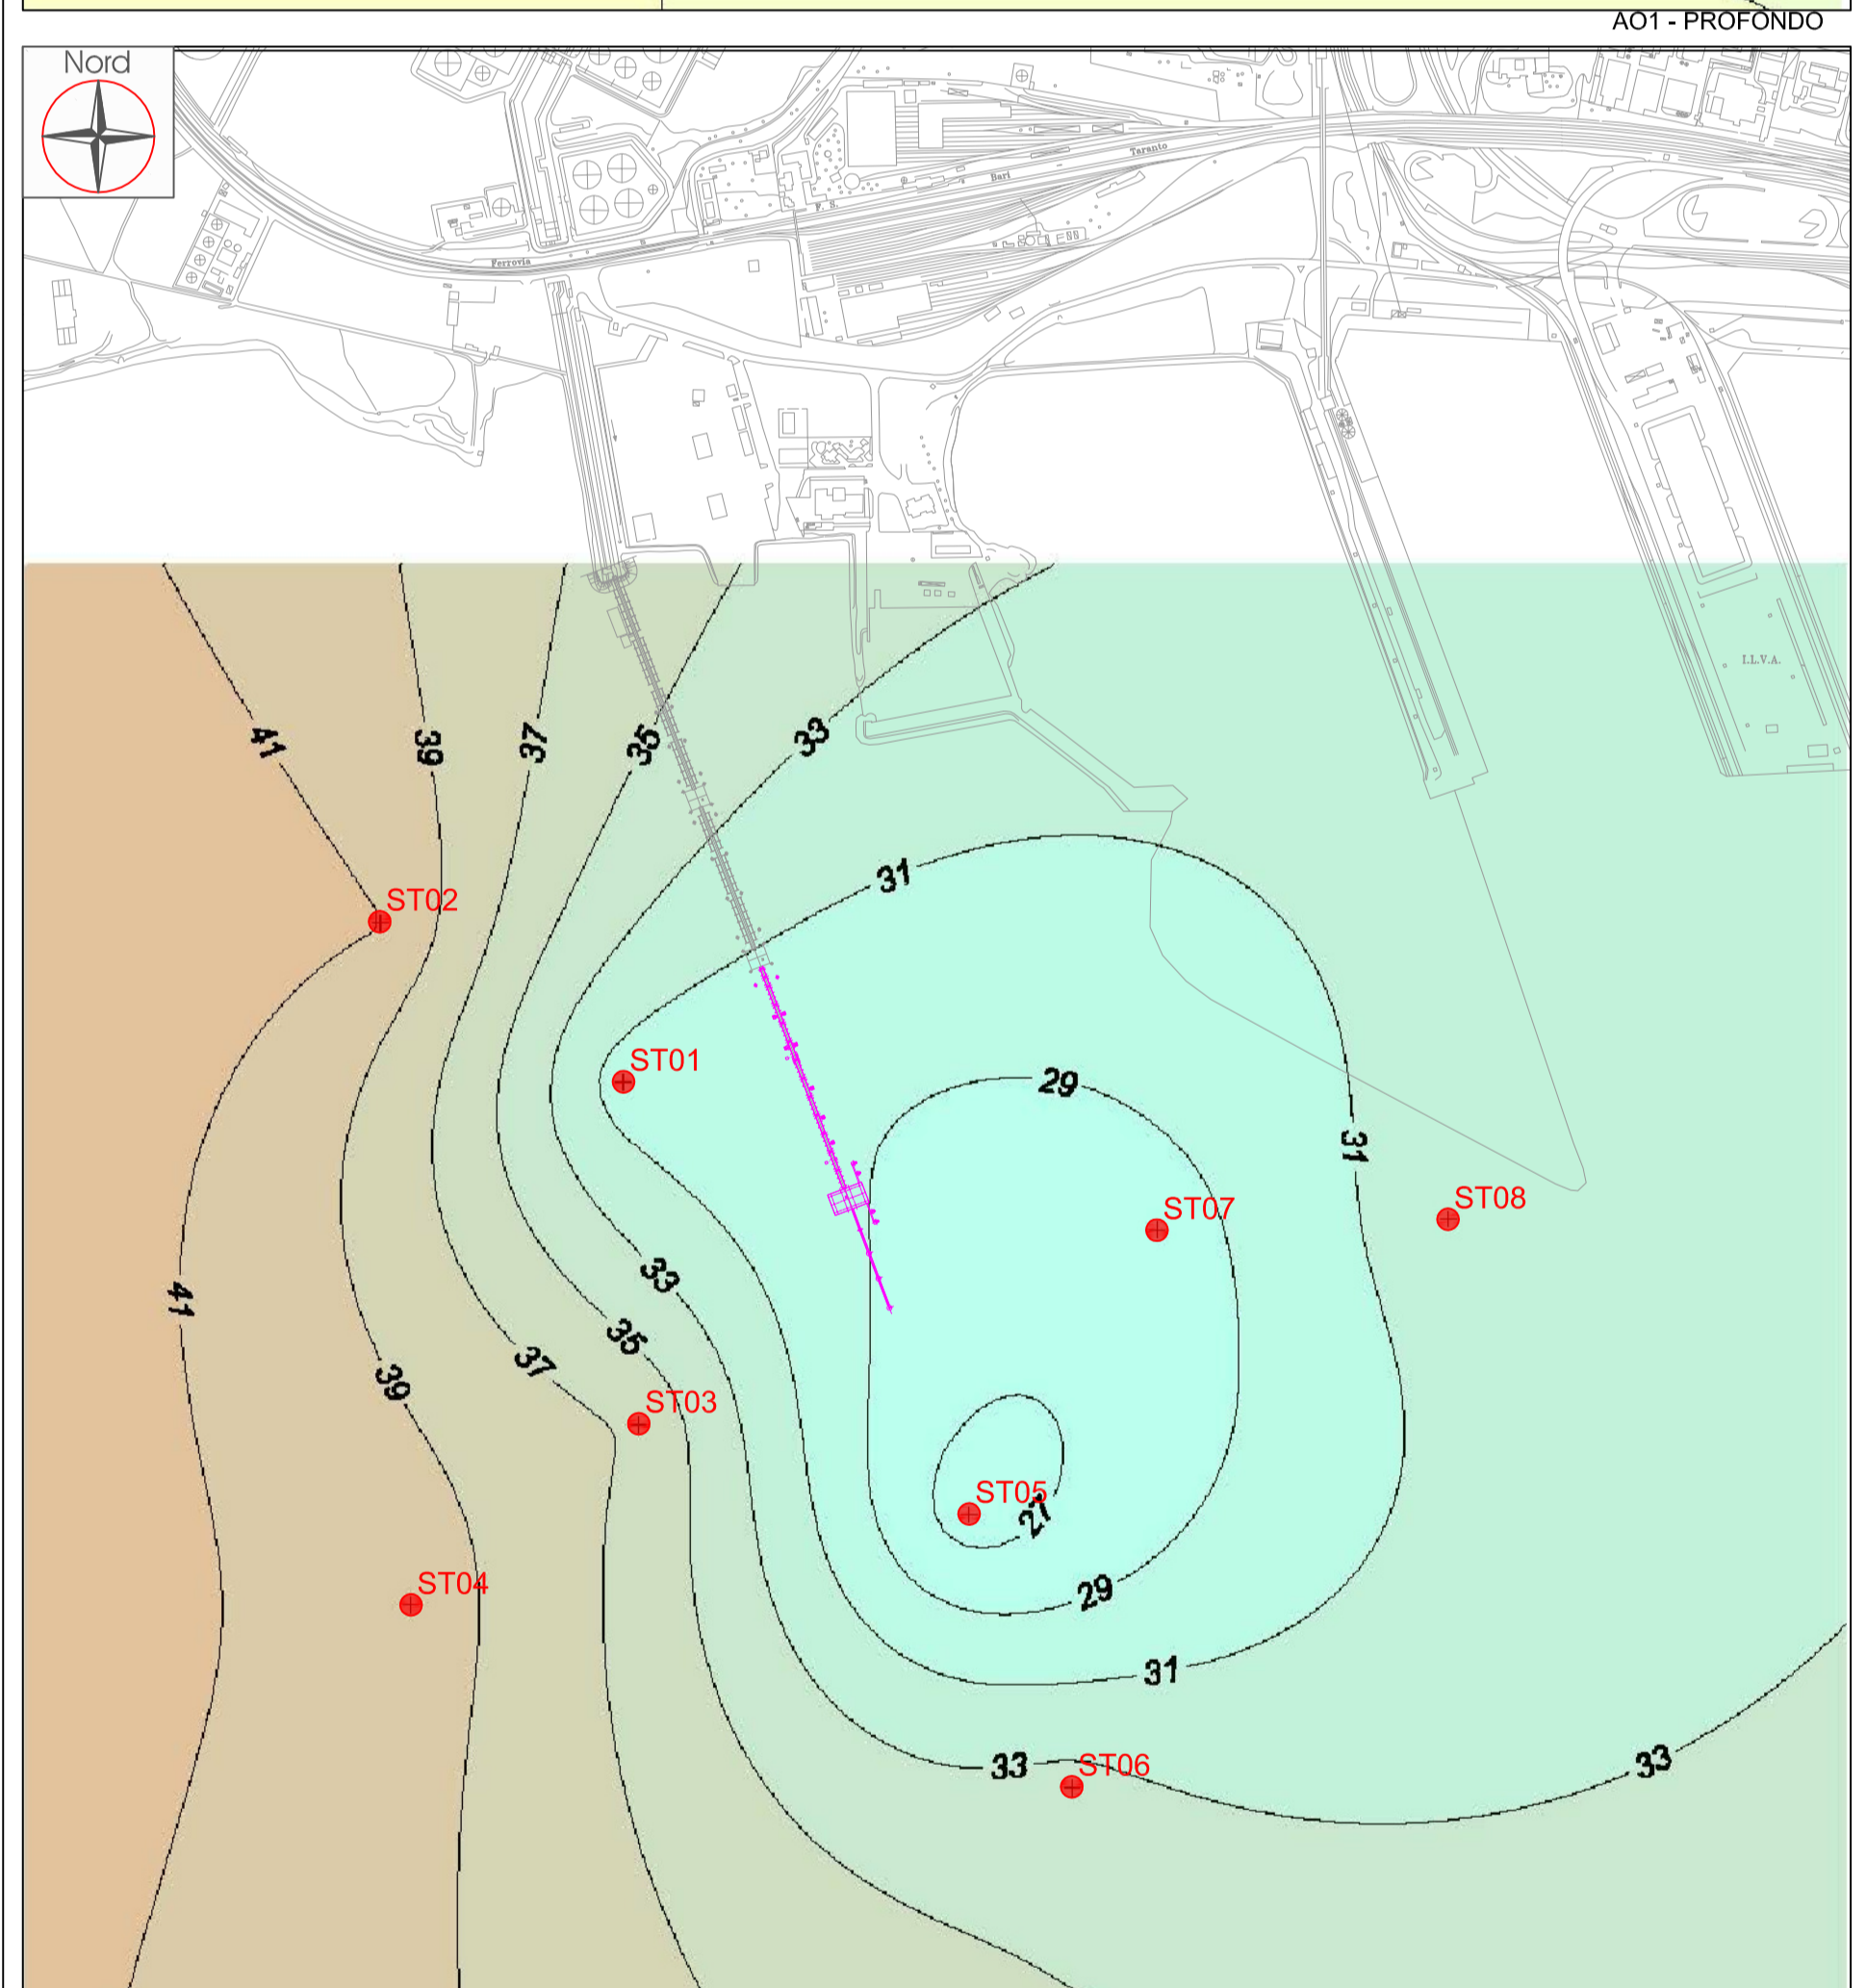 AO1 - PROFONDO
Nord
Taranto
Bari
F. S.
Ferrovia
I.L.V.A.
41
39
37
35
33
31
ST02
ST01
29
31
ST07
ST08
41
33
35
37
39
ST03
ST05
27
ST04
29
31
33
ST06
33